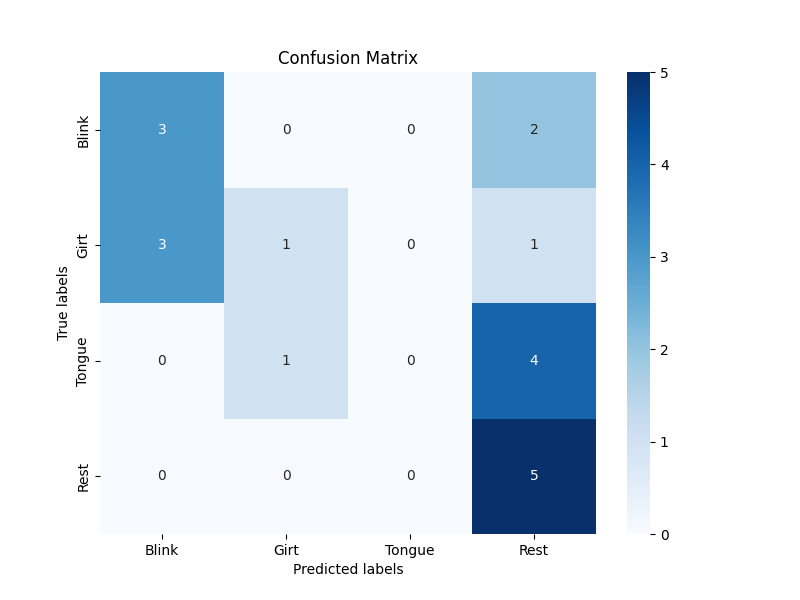 Confusion Matrix
True labels
Blink 3 0 0 2
Girt 3 1 0 1
Tongue 0 1 0 4
Rest 0 0 0 5
Blink Girt Tongue Rest
Predicted labels
5
4
3
2
1
0